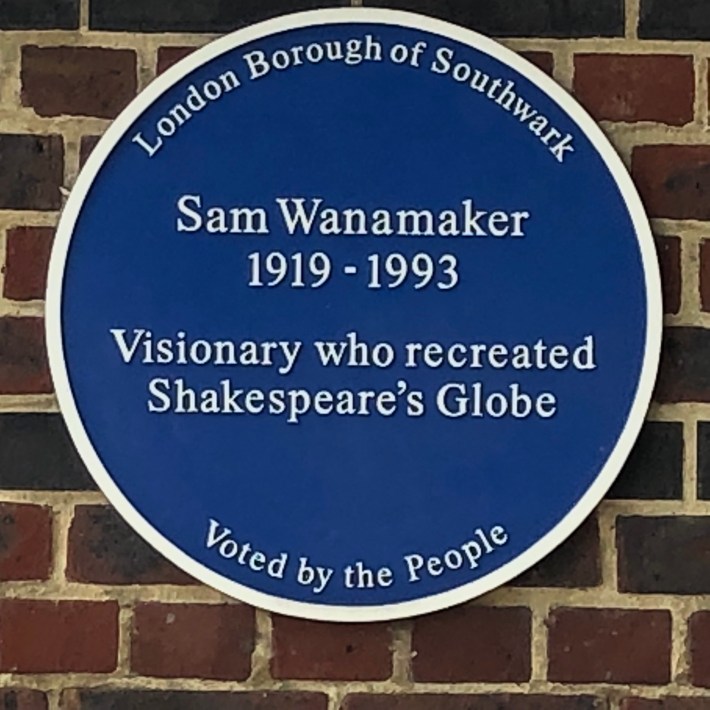 London Borough of Southwark
Sam Wanamaker
1919 - 1993
Visionary who recreated
Shakespeare's Globe
Voted by the People